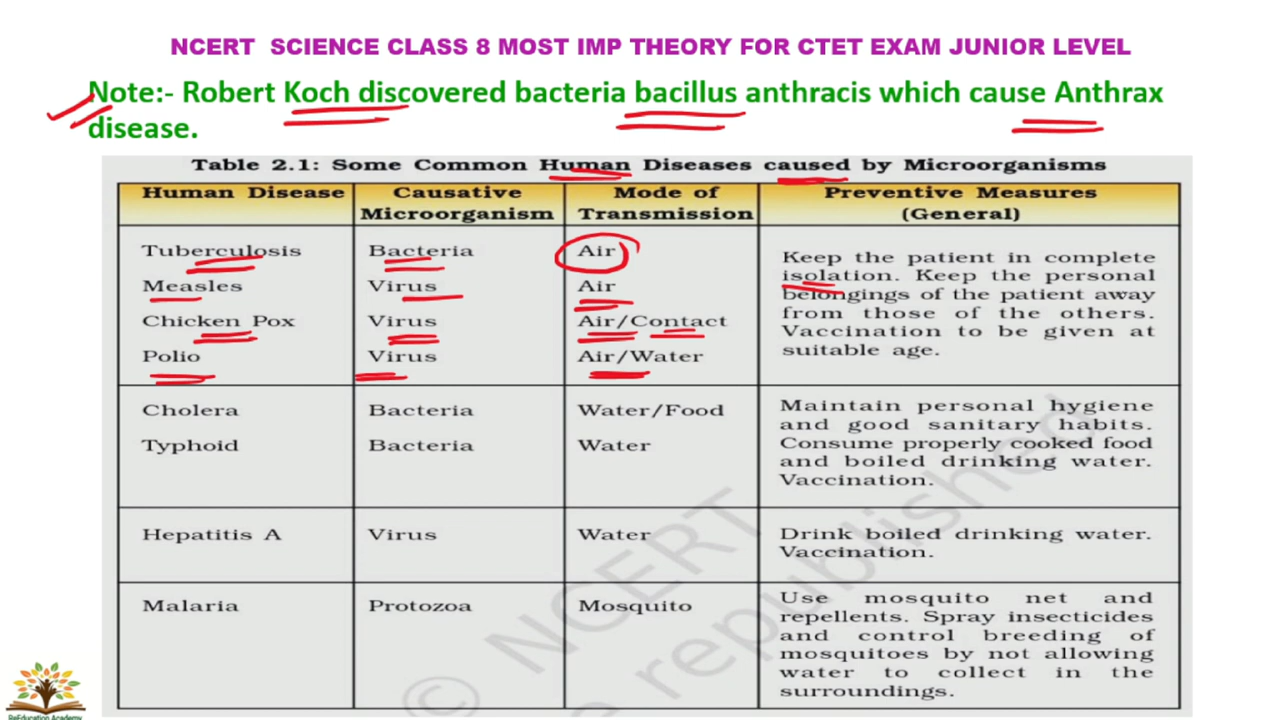 NCERT SCIENCE CLASS 8 MOST IMP THEORY FOR CTET EXAM JUNIOR LEVEL
Note:- Robert Koch discovered bacteria bacillus anthracis which cause Anthrax
disease.
Table 2.1: Some Common Human Diseases caused by Microorganisms
Human Disease Causative Microorganism Mode of Transmission Preventive Measures (General)
Tuberculosis Bacteria Air
Measles Virus Air
Chicken Pox Virus Air/Contact
Polio Virus Air/Water
Keep the patient in complete
isolation. Keep the personal
belongings of the patient away
from those of the others.
Vaccination to be given at
suitable age.
Cholera Bacteria Water/Food
Typhoid Bacteria Water
Maintain personal hygiene
and good sanitary habits.
Consume properly cooked food
and boiled drinking water.
Vaccination.
Hepatitis A Virus Water
Drink boiled drinking water.
Vaccination.
Malaria Protozoa Mosquito
Use mosquito net and
repellents. Spray insecticides
and control breeding of
mosquitoes by not allowing
water to collect in the
surroundings.
© NCERT
republished